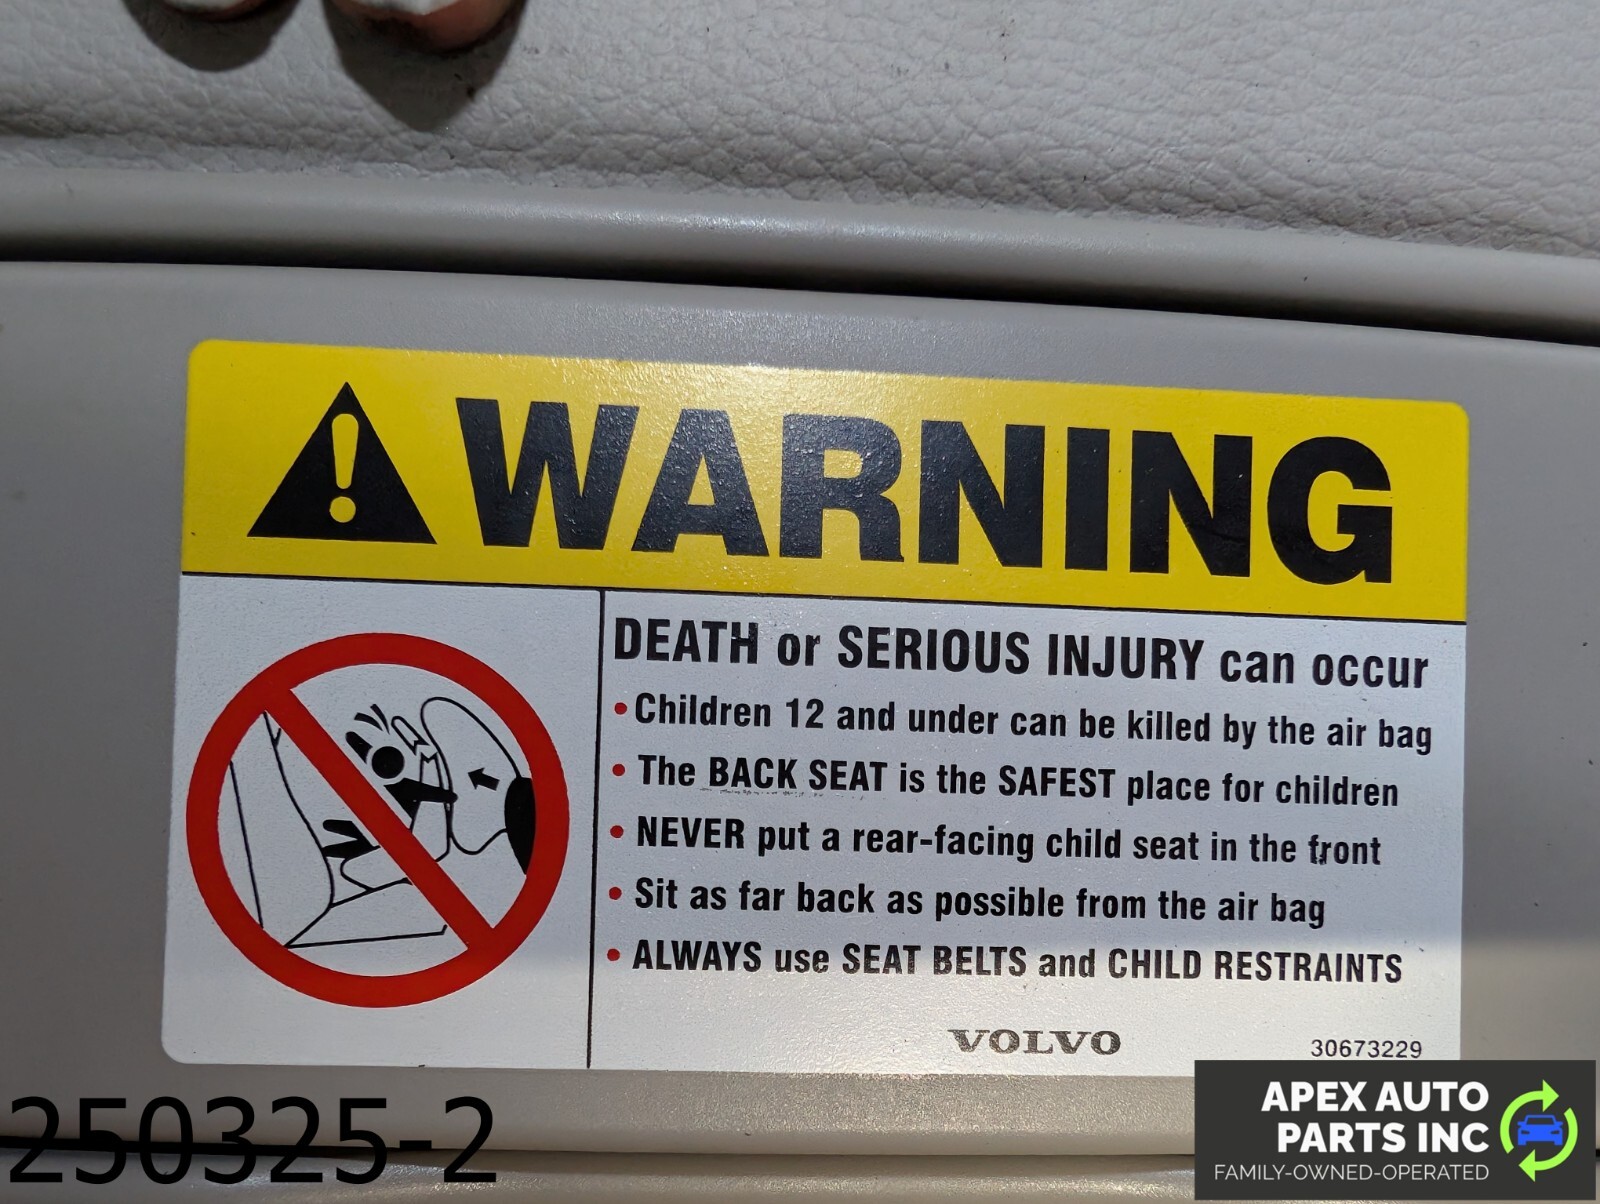 WARNING
DEATH or SERIOUS INJURY can occur
•Children 12 and under can be killed by the air bag
• The BACK SEAT is the SAFEST place for children
• NEVER put a rear-facing child seat in the front
• Sit as far back as possible from the air bag
• ALWAYS use SEAT BELTS and CHILD RESTRAINTS
VOLVO
30673229
250325-2
APEX AUTO
PARTS INC
FAMILY-OWNED-OPERATED